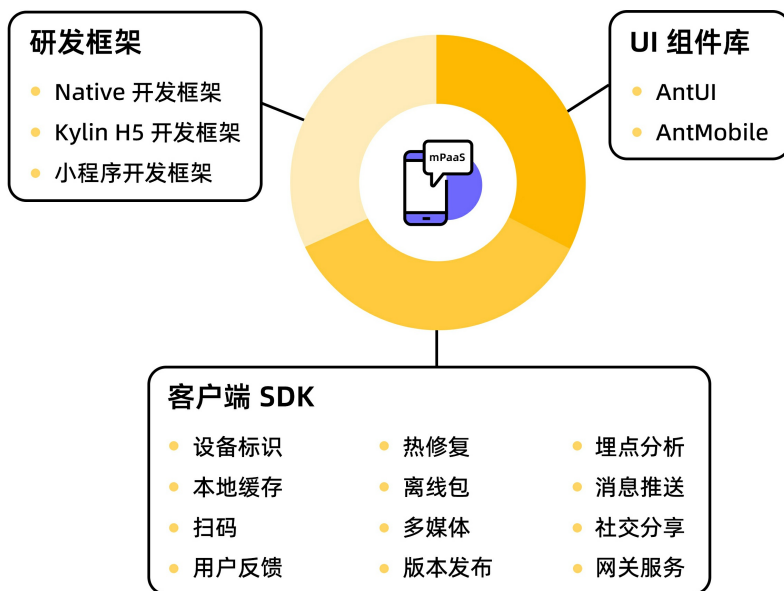 研发框架
Native 开发框架
Kylin H5 开发框架
小程序开发框架
UI 组件库
AntUI
AntMobile
mPaaS
客户端 SDK
设备标识 热修复 埋点分析
本地缓存 离线包 消息推送
扫码 多媒体 社交分享
用户反馈 版本发布 网关服务